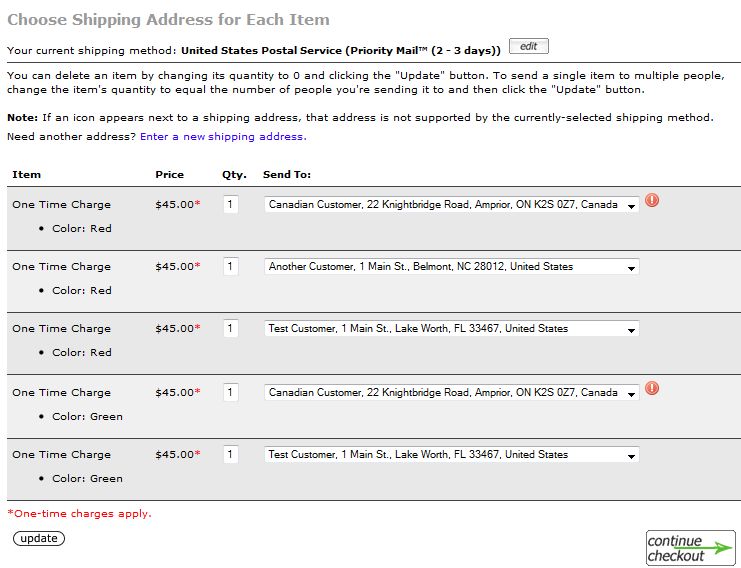 Choose Shipping Address for Each Item
Your current shipping method: United States Postal Service (Priority Mail™ (2 - 3 days)) edit
You can delete an item by changing its quantity to 0 and clicking the "Update" button. To send a single item to multiple people,
change the item's quantity to equal the number of people you're sending it to and then click the "Update" button.
Note: If an icon appears next to a shipping address, that address is not supported by the currently-selected shipping method.
Need another address? Enter a new shipping address.
Item Price Qty. Send To:
One Time Charge $45.00* 1 Canadian Customer, 22 Knightbridge Road, Amprior, ON K2S 0Z7, Canada
• Color: Red
One Time Charge $45.00* 1 Another Customer, 1 Main St., Belmont, NC 28012, United States
• Color: Red
One Time Charge $45.00* 1 Test Customer, 1 Main St., Lake Worth, FL 33467, United States
• Color: Red
One Time Charge $45.00* 1 Canadian Customer, 22 Knightbridge Road, Amprior, ON K2S 0Z7, Canada
• Color: Green
One Time Charge $45.00* 1 Test Customer, 1 Main St., Lake Worth, FL 33467, United States
• Color: Green
*One-time charges apply.
update
continue
checkout